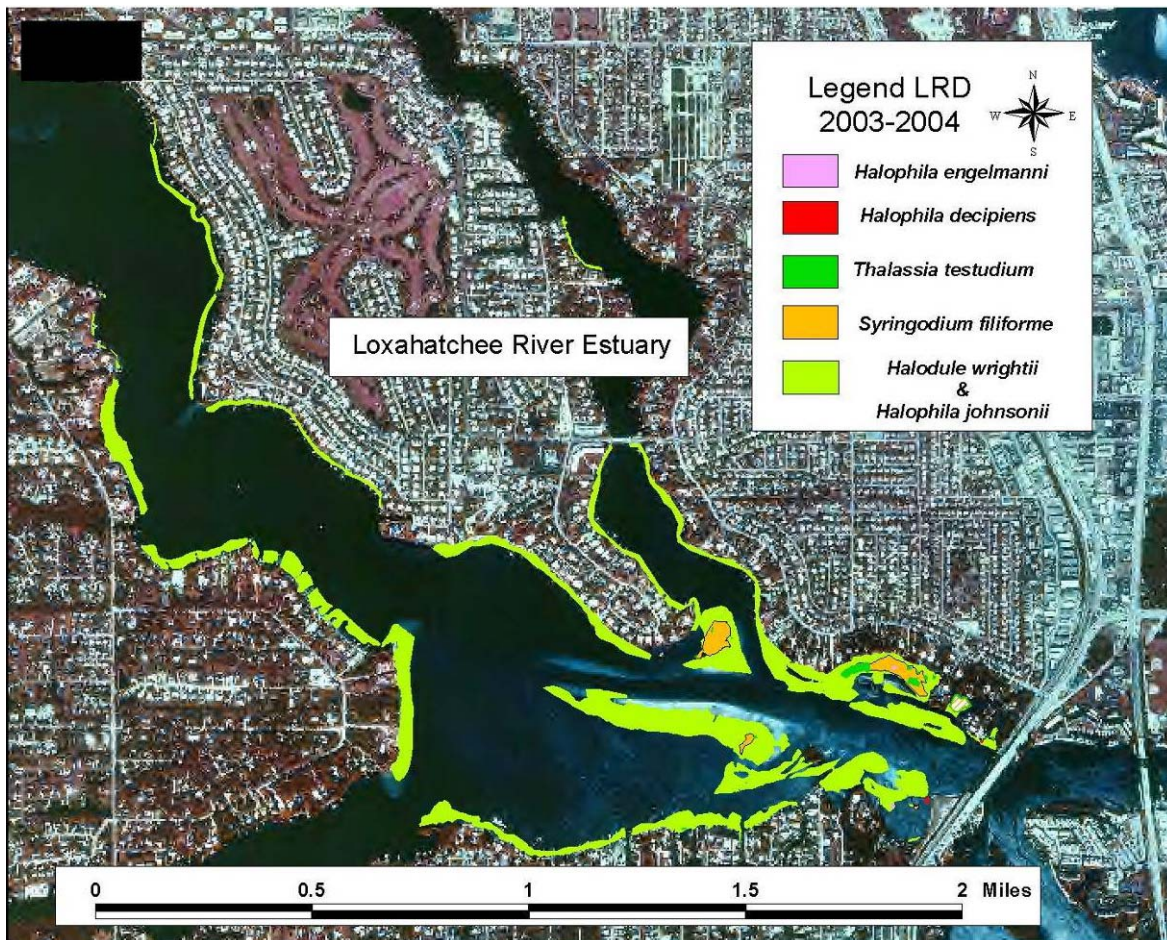 Legend LRD
2003-2004
N
W E
S
Halophila engelmanni
Halophila decipiens
Thalassia testudium
Syringodium filiforme
Halodule wrightii
&
Halophila johnsonii
Loxahatchee River Estuary
0 0.5 1 1.5 2 Miles